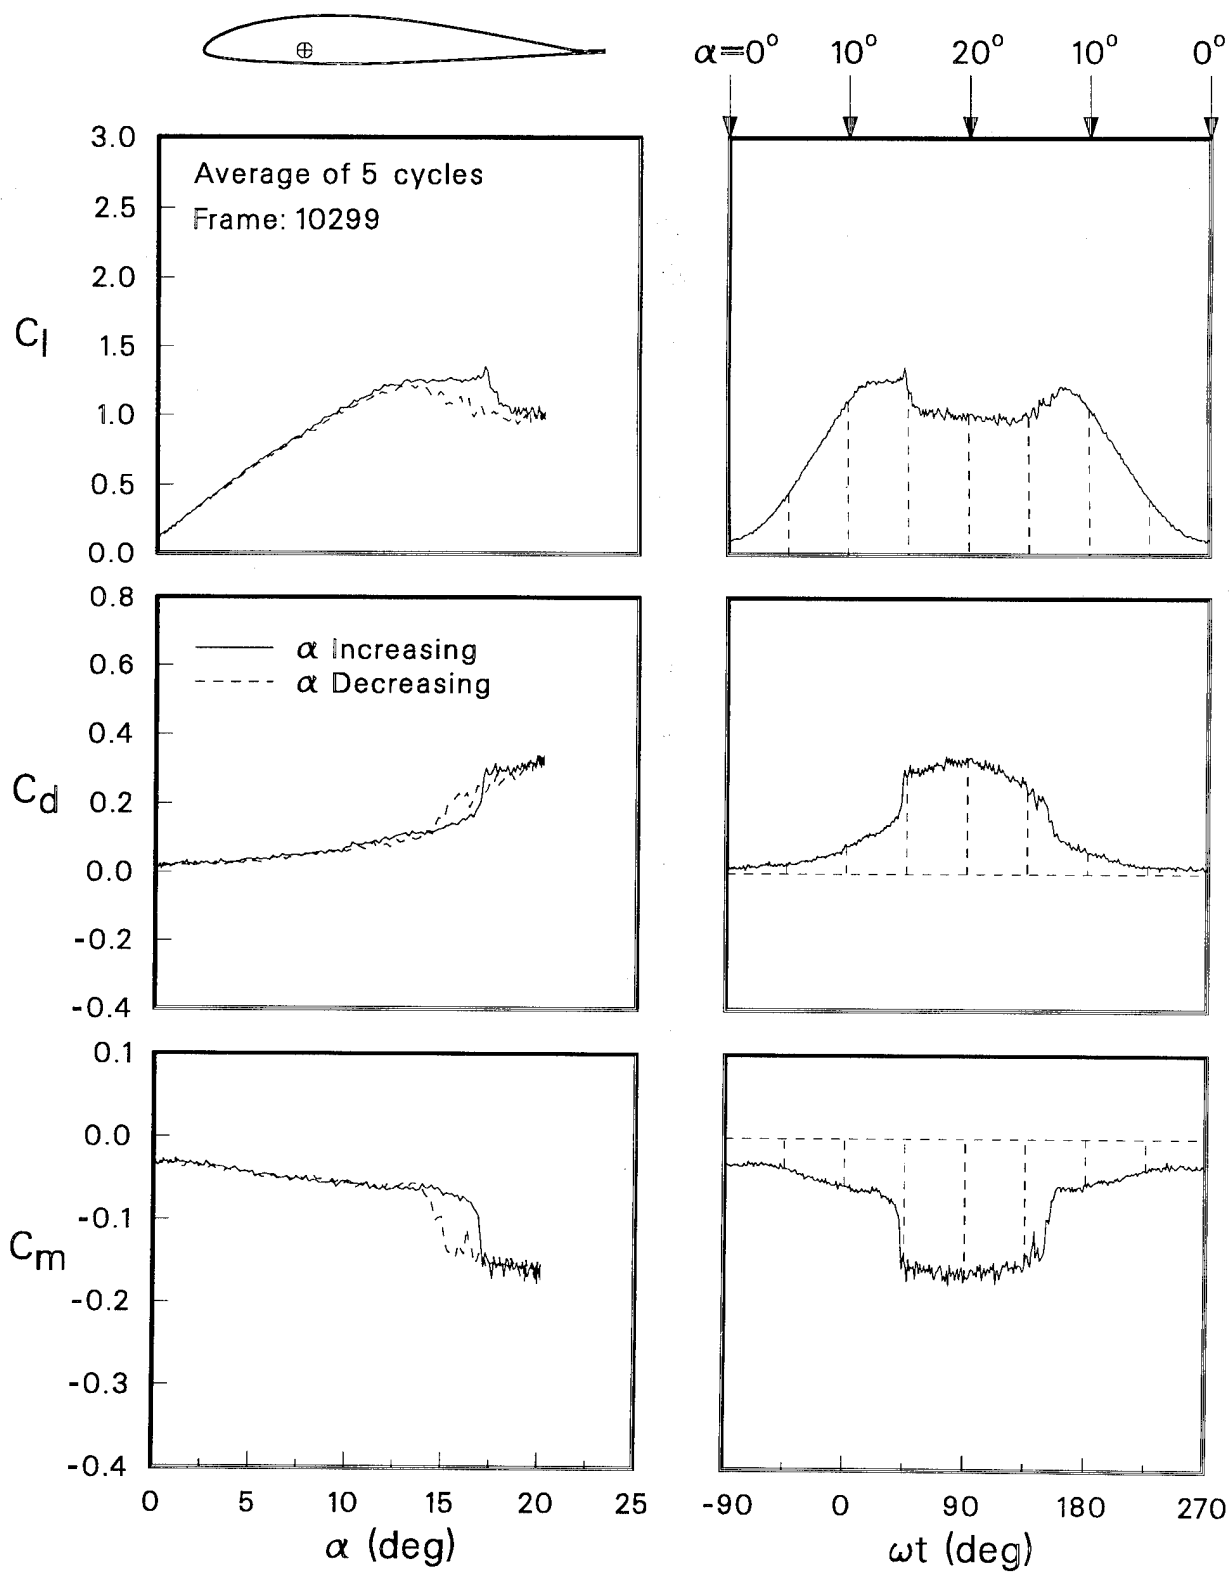 α=0° 10° 20° 10° 0°
3.0
Average of 5 cycles
2.5
Frame: 10299
2.0
1.5
Cl
1.0
0.5
0.0
0.8
α Increasing
0.6
α Decreasing
0.4
Cd
0.2
0.0
-0.2
-0.4
0.1
0.0
-0.1
Cm
-0.2
-0.3
-0.4
0 5 10 15 20 25
α (deg)
-90 0 90 180 270
ωt (deg)